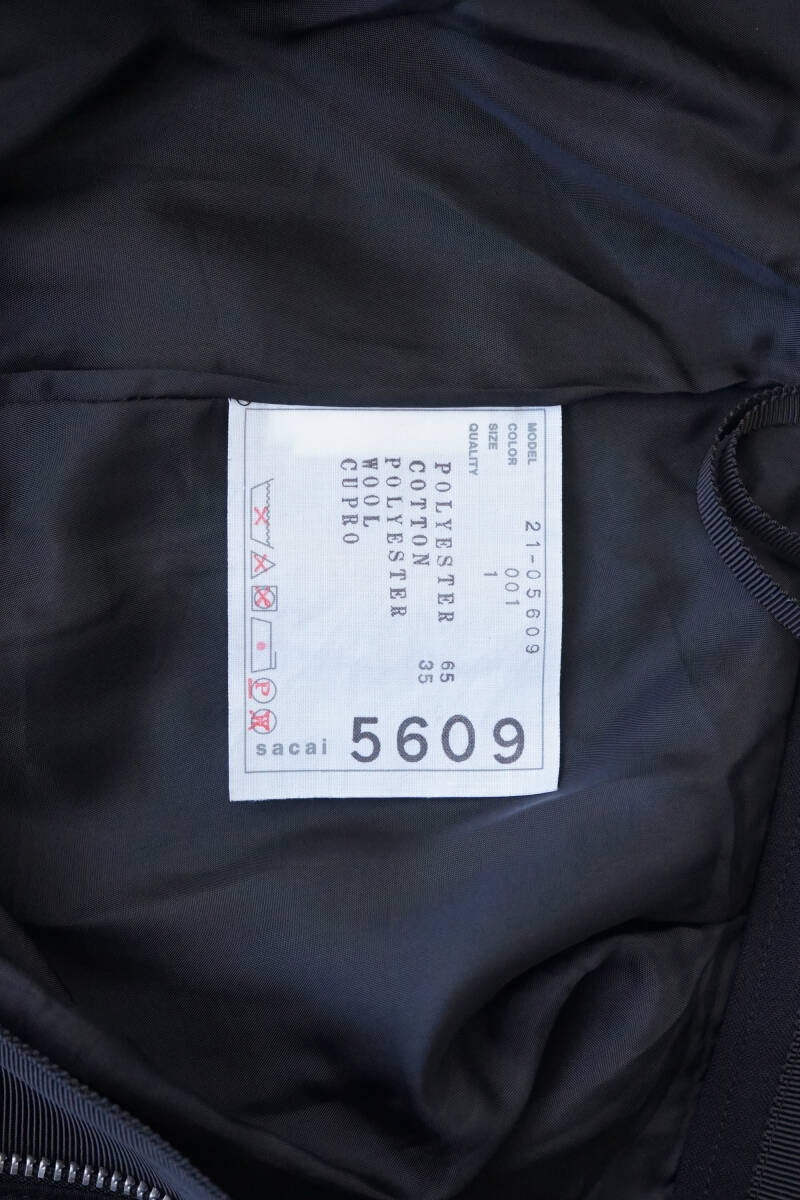 MODEL 21-05609
COLOR 001
SIZE 1
QUALITY
POLYESTER 65
COTTON 35
POLYESTER
WOOL
CUPRO
P
sacai 5609